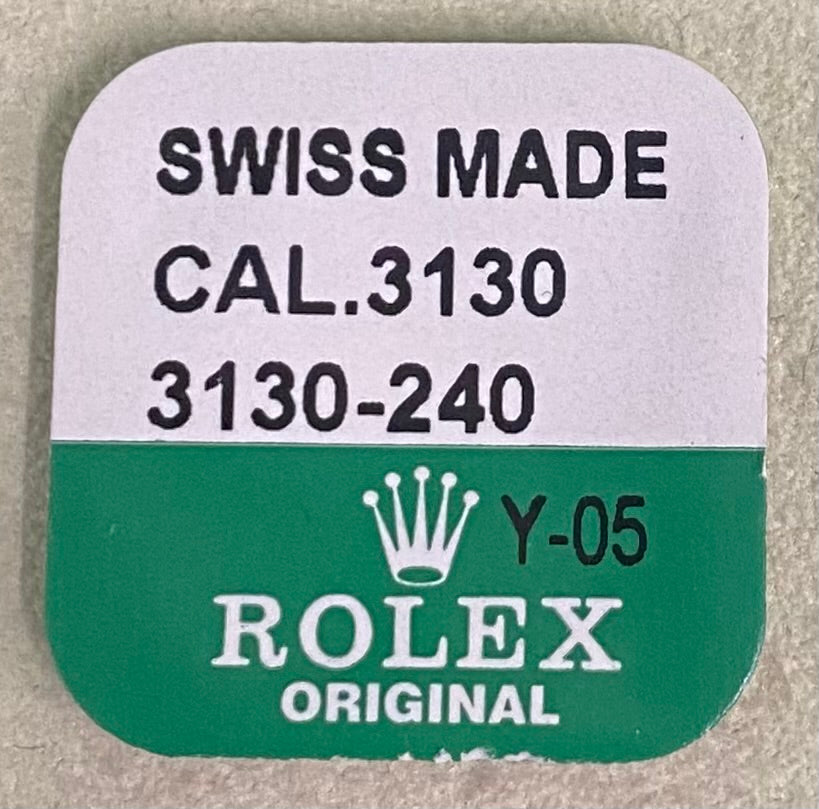 SWISS MADE
CAL.3130
3130-240
Y-05
ROLEX
ORIGINAL